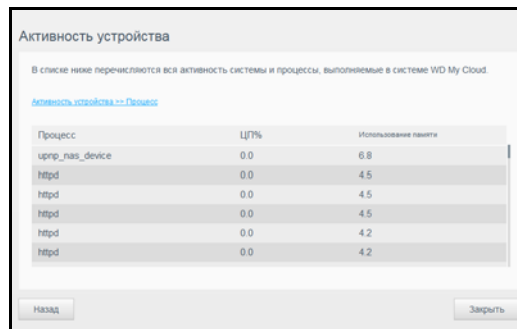 Активность устройства
В списке ниже перечисляются вся активность системы и процессы, выполняемые в системе WD My Cloud.
Активность устройства >> Процесс
Процесс ЦП% Использование памяти
upnp_nas_device 0.0 6.8
httpd 0.0 4.5
httpd 0.0 4.5
httpd 0.0 4.5
httpd 0.0 4.2
httpd 0.0 4.2
Назад Закрыть